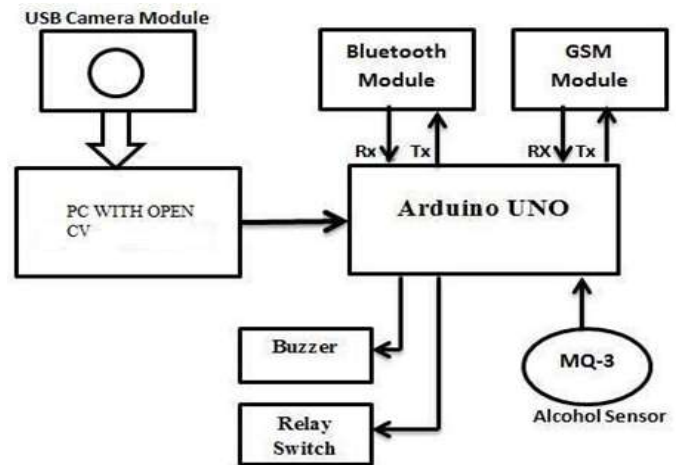 USB Camera Module
Bluetooth
Module
GSM
Module
Rx Tx
RX Tx
PC WITH OPEN
CV
Arduino UNO
Buzzer
MQ-3
Alcohol Sensor
Relay
Switch